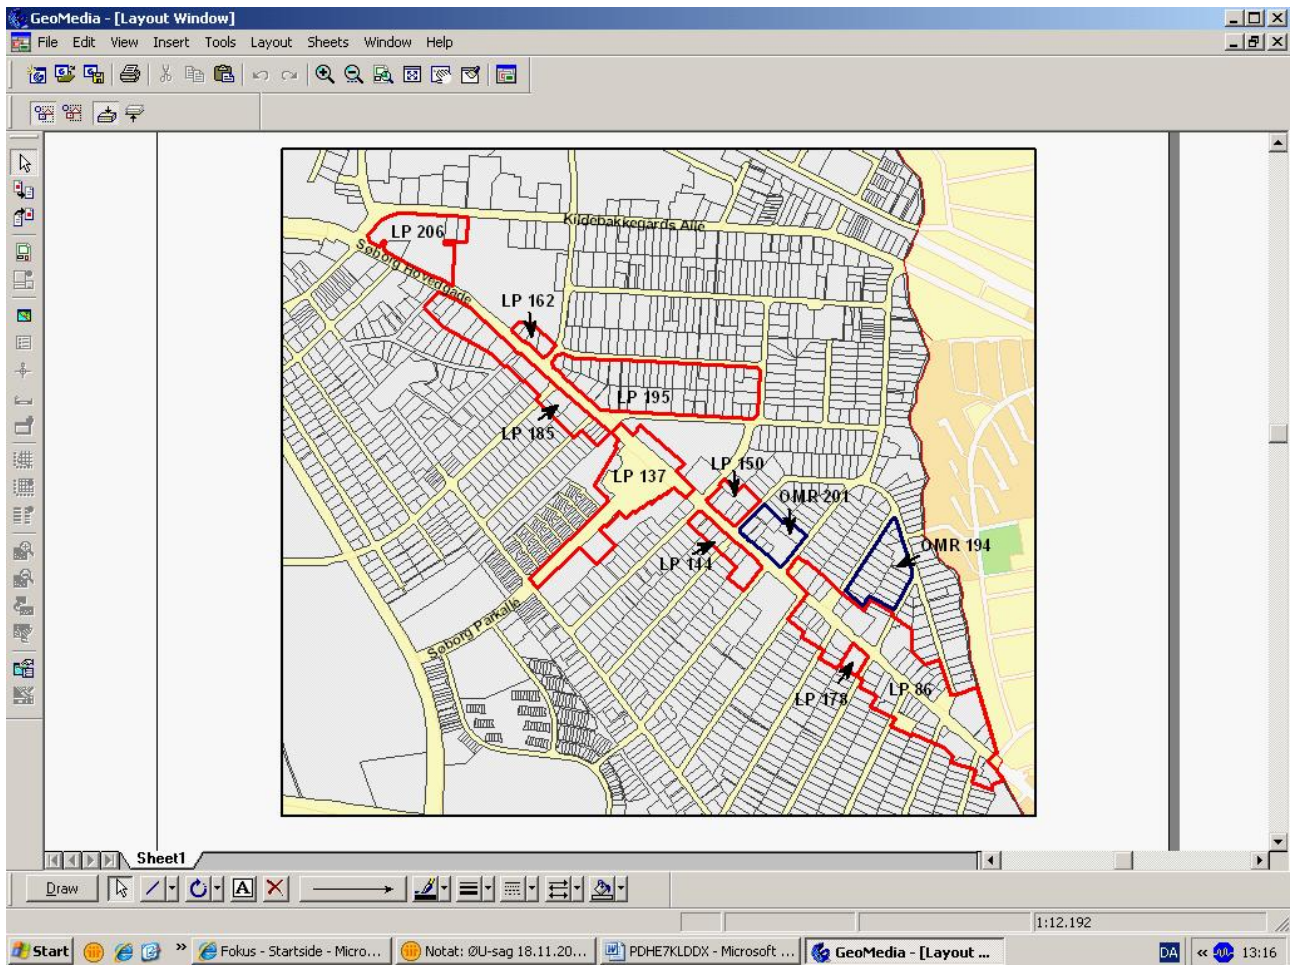 GeoMedia - [Layout Window]
File Edit View Insert Tools Layout Sheets Window Help
Kildebakkegårds Alle
LP 206
Søborg Hovedgade
LP 162
LP 195
LP 185
LP 137
LP 150
OMR 201
OMR 194
LP 144
Søborg Parkalle
LP 178
LP 86
Sheet1
Draw
A
1:12.192
Start
»
Fokus - Startside - Micro...
Notat: ØU-sag 18.11.20...
PDHE7KLDDX - Microsoft ...
GeoMedia - [Layout ...
DA
«
13:16